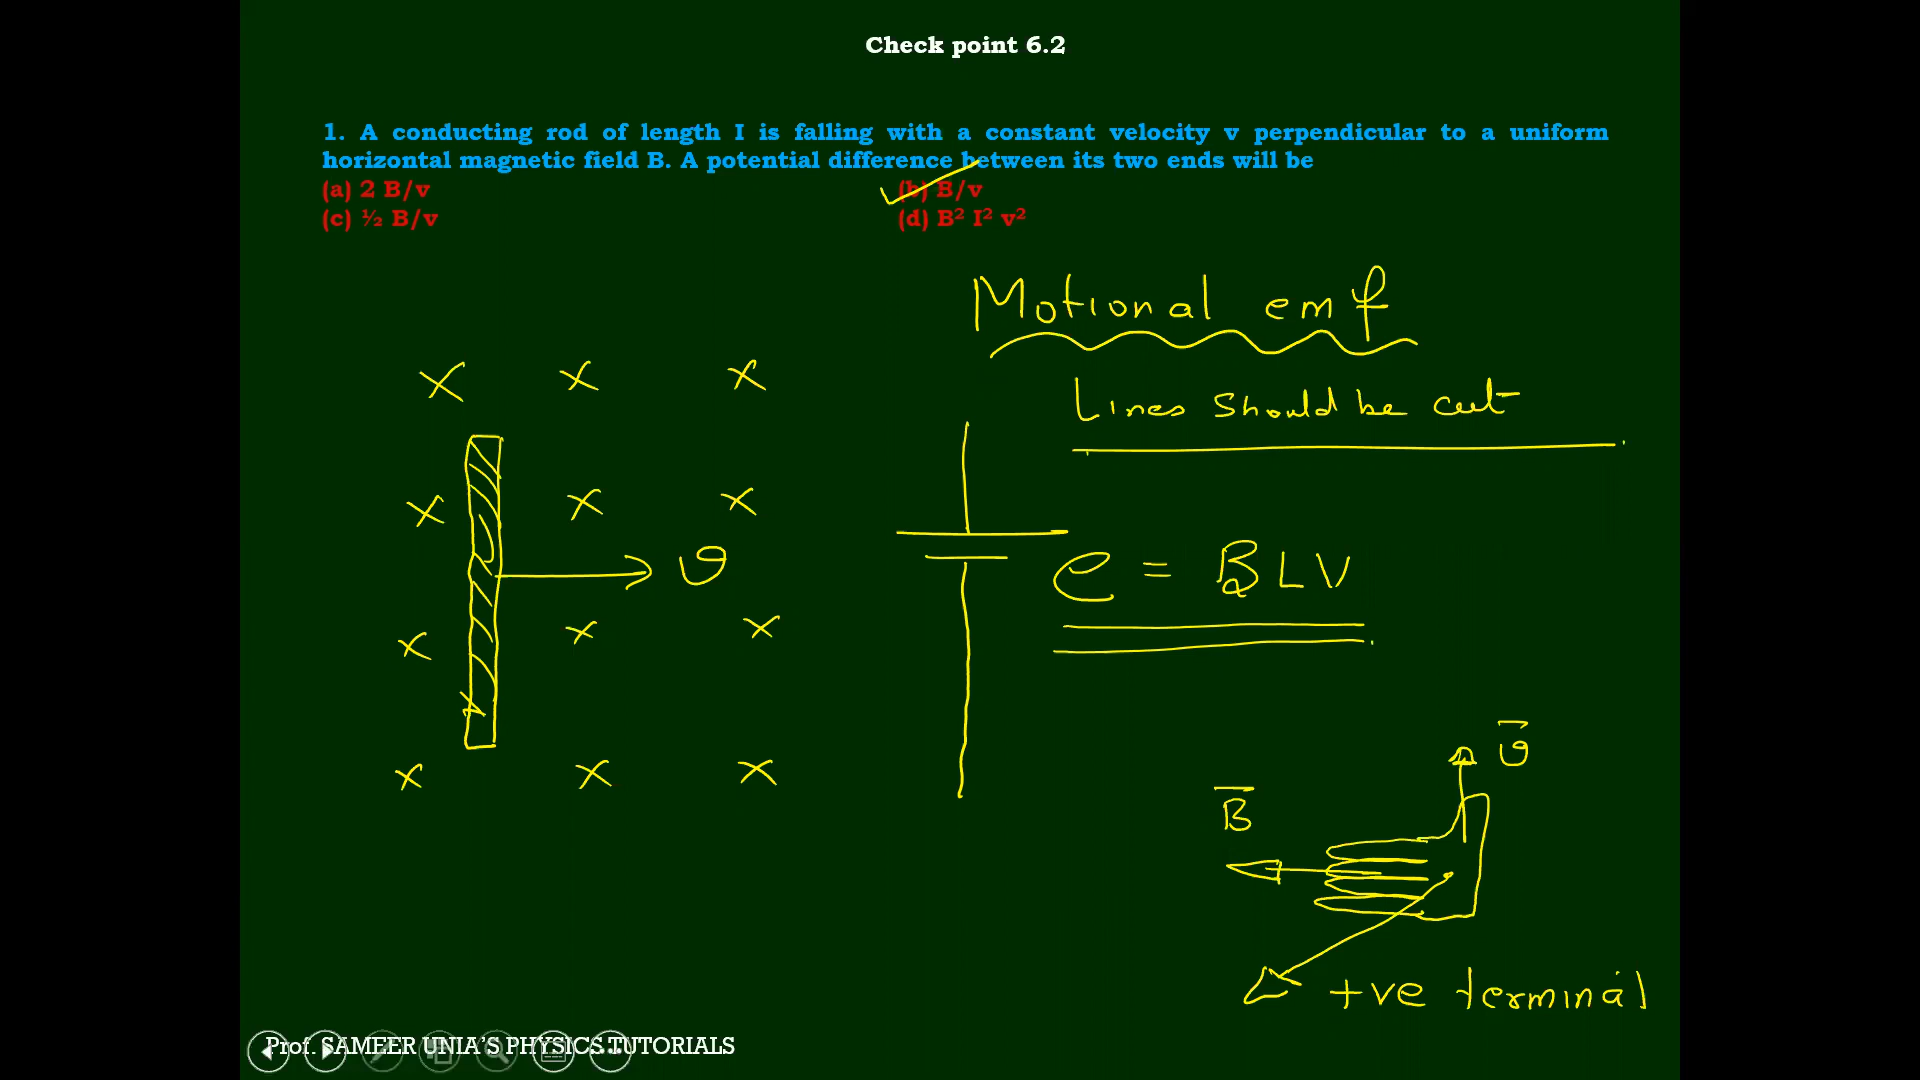 Check point 6.2
1. A conducting rod of length I is falling with a constant velocity v perpendicular to a uniform
horizontal magnetic field B. A potential difference between its two ends will be
(a) 2 B/v (b) B/v
(c) ½ B/v (d) B² I² v²
Motional emf
Lines should be cut
v
e = BLV
v
B
+ve terminal
Prof. SAMEER UNIA'S PHYSICS TUTORIALS